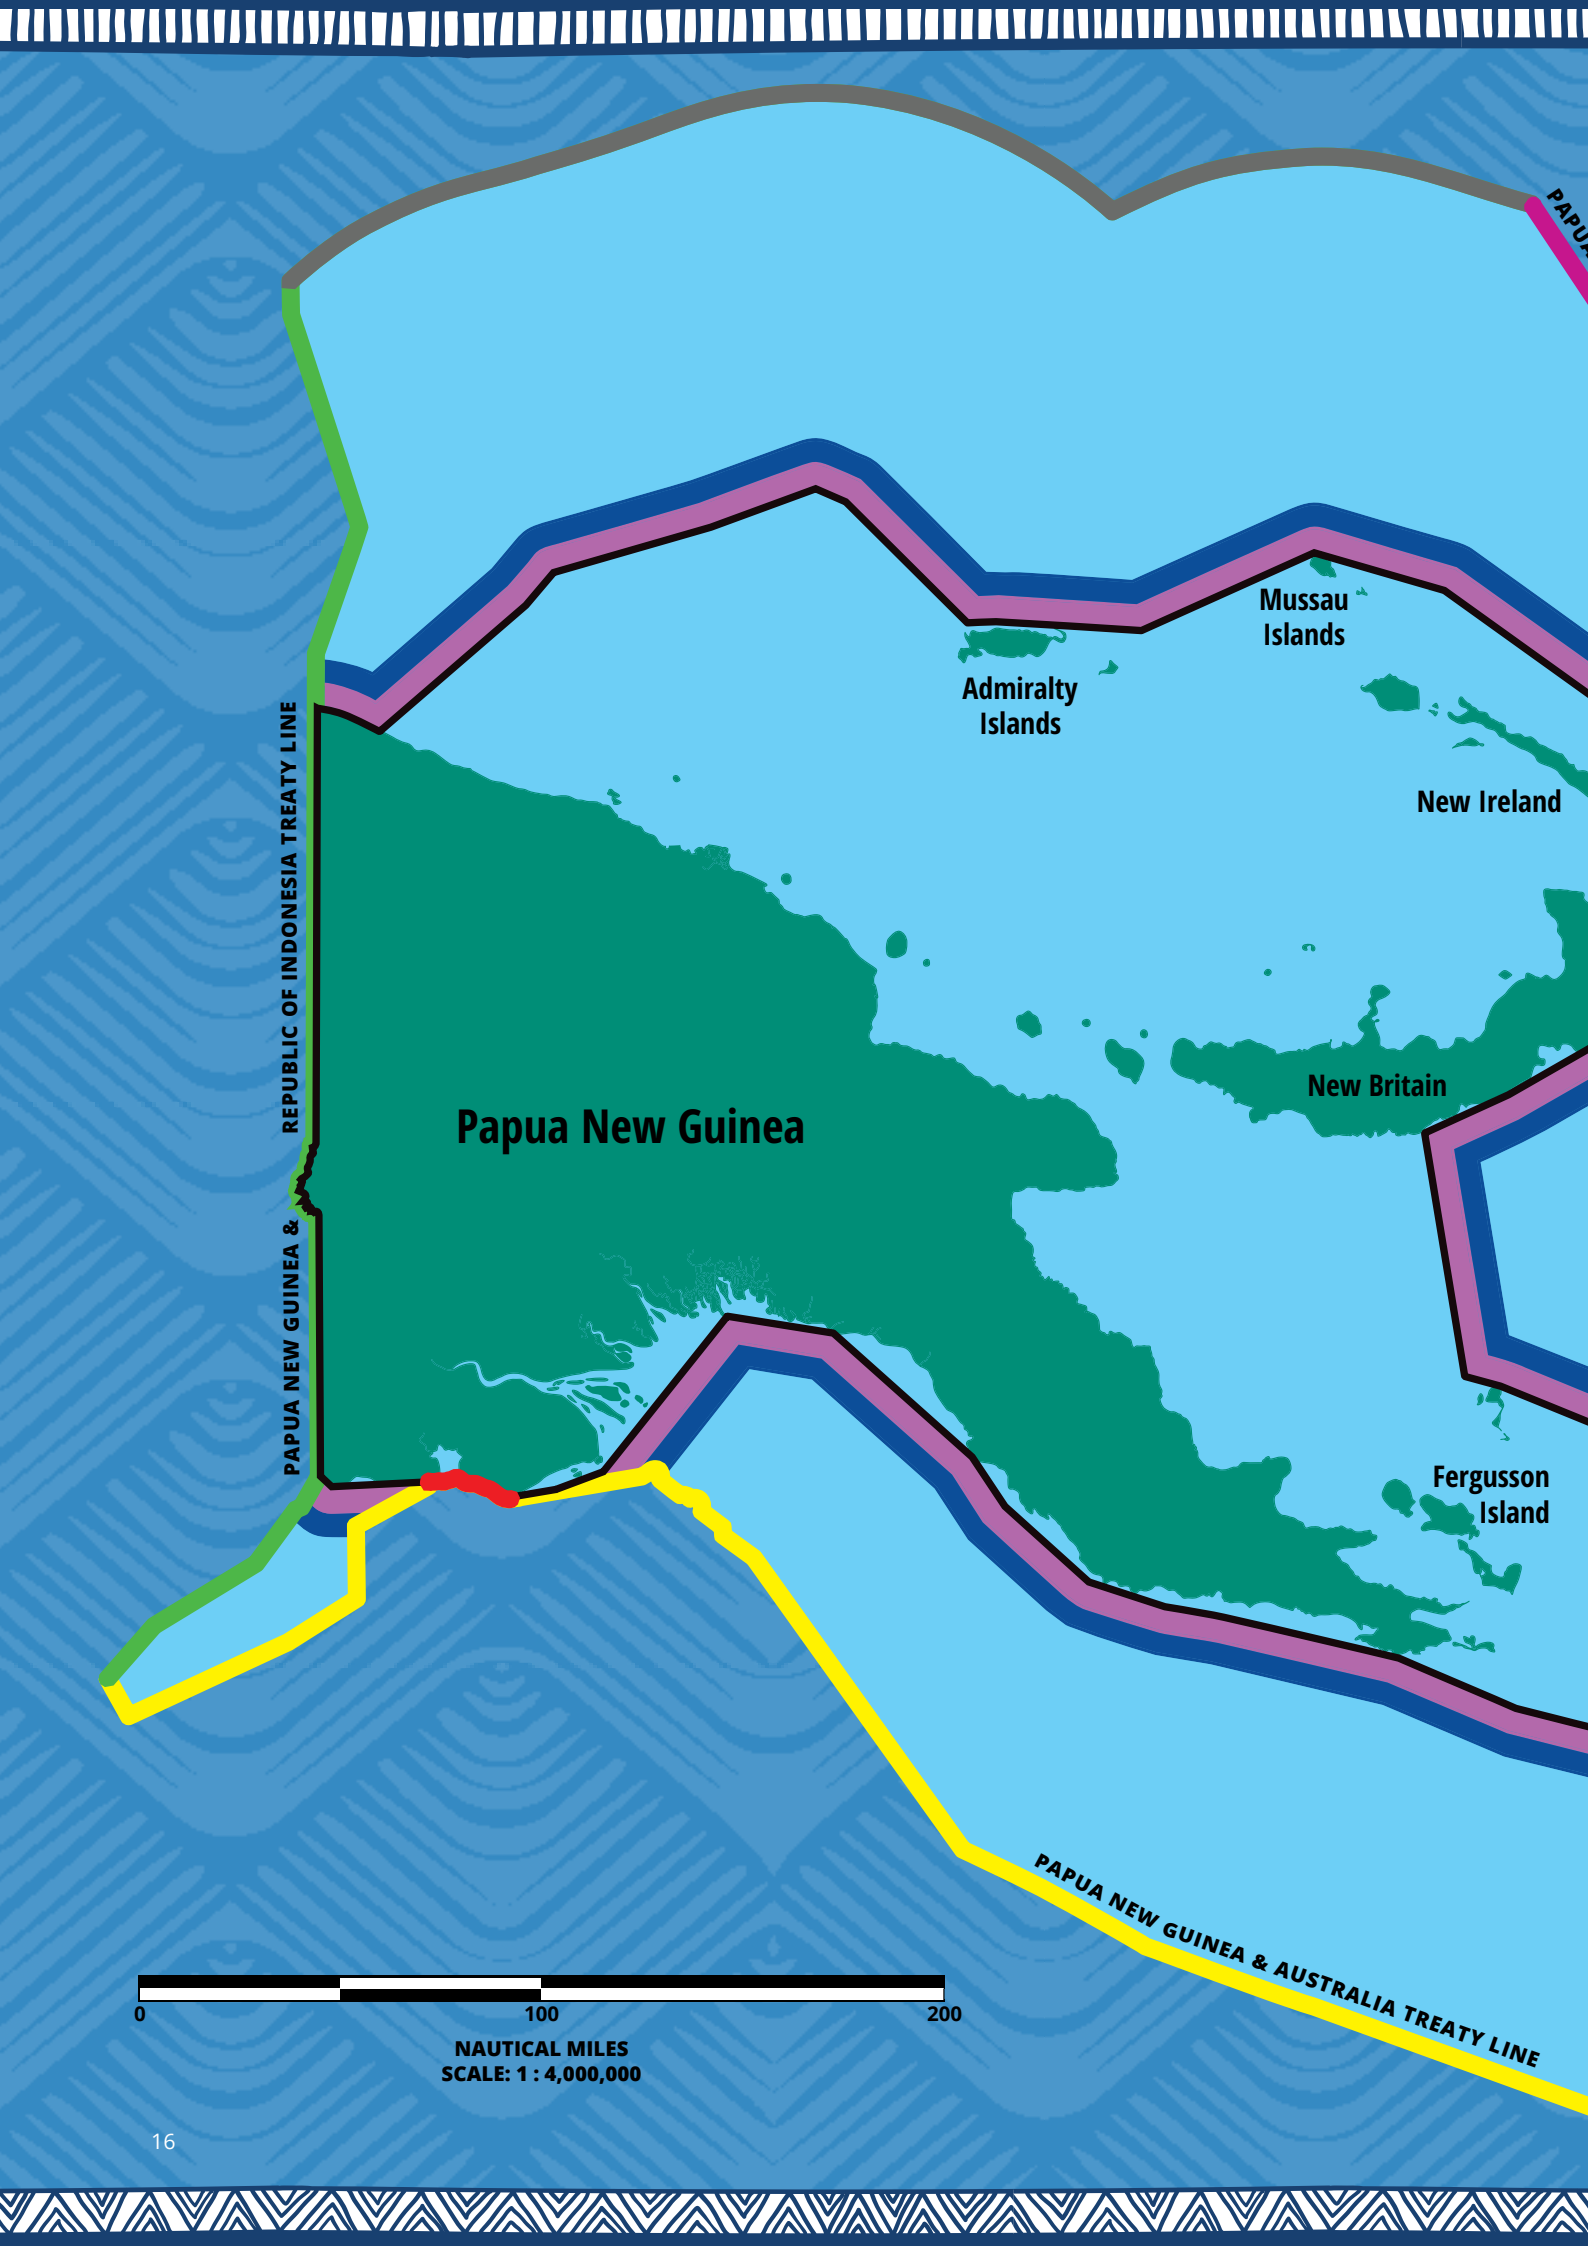 PAPUA
Mussau
Islands
Admiralty
Islands
New Ireland
PAPUA NEW GUINEA & REPUBLIC OF INDONESIA TREATY LINE
New Britain
Papua New Guinea
Fergusson
Island
PAPUA NEW GUINEA & AUSTRALIA TREATY LINE
0 100 200
NAUTICAL MILES
SCALE: 1 : 4,000,000
16